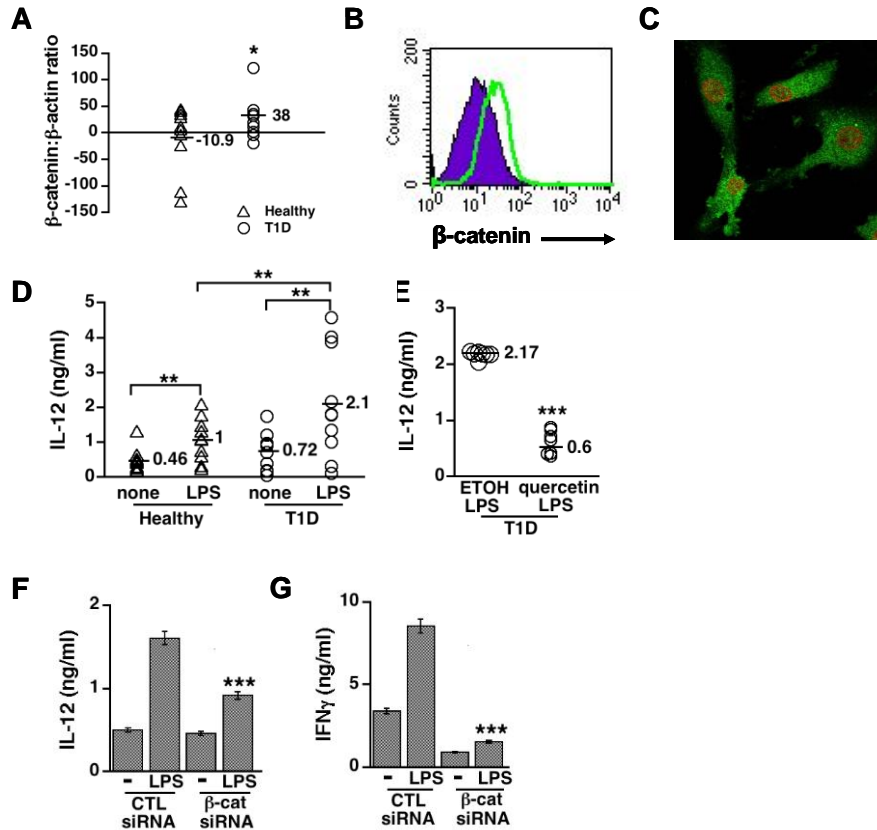 A
β-catenin:β-actin ratio
150
100
50
0
-50
-100
-150
*
-10.9
38
Healthy
T1D
B
Counts
200
0
10⁰ 10¹ 10² 10³ 10⁴
β-catenin
C
D
IL-12 (ng/ml)
5
4
3
2
1
0
**
**
**
0.46
1
0.72
2.1
none LPS none LPS
Healthy T1D
E
IL-12 (ng/ml)
3
2
1
0
2.17
***
0.6
ETOH quercetin
LPS LPS
T1D
F
IL-12 (ng/ml)
2
1
0
***
- LPS - LPS
CTL β-cat
siRNA siRNA
G
IFNγ (ng/ml)
10
5
0
***
- LPS - LPS
CTL β-cat
siRNA siRNA